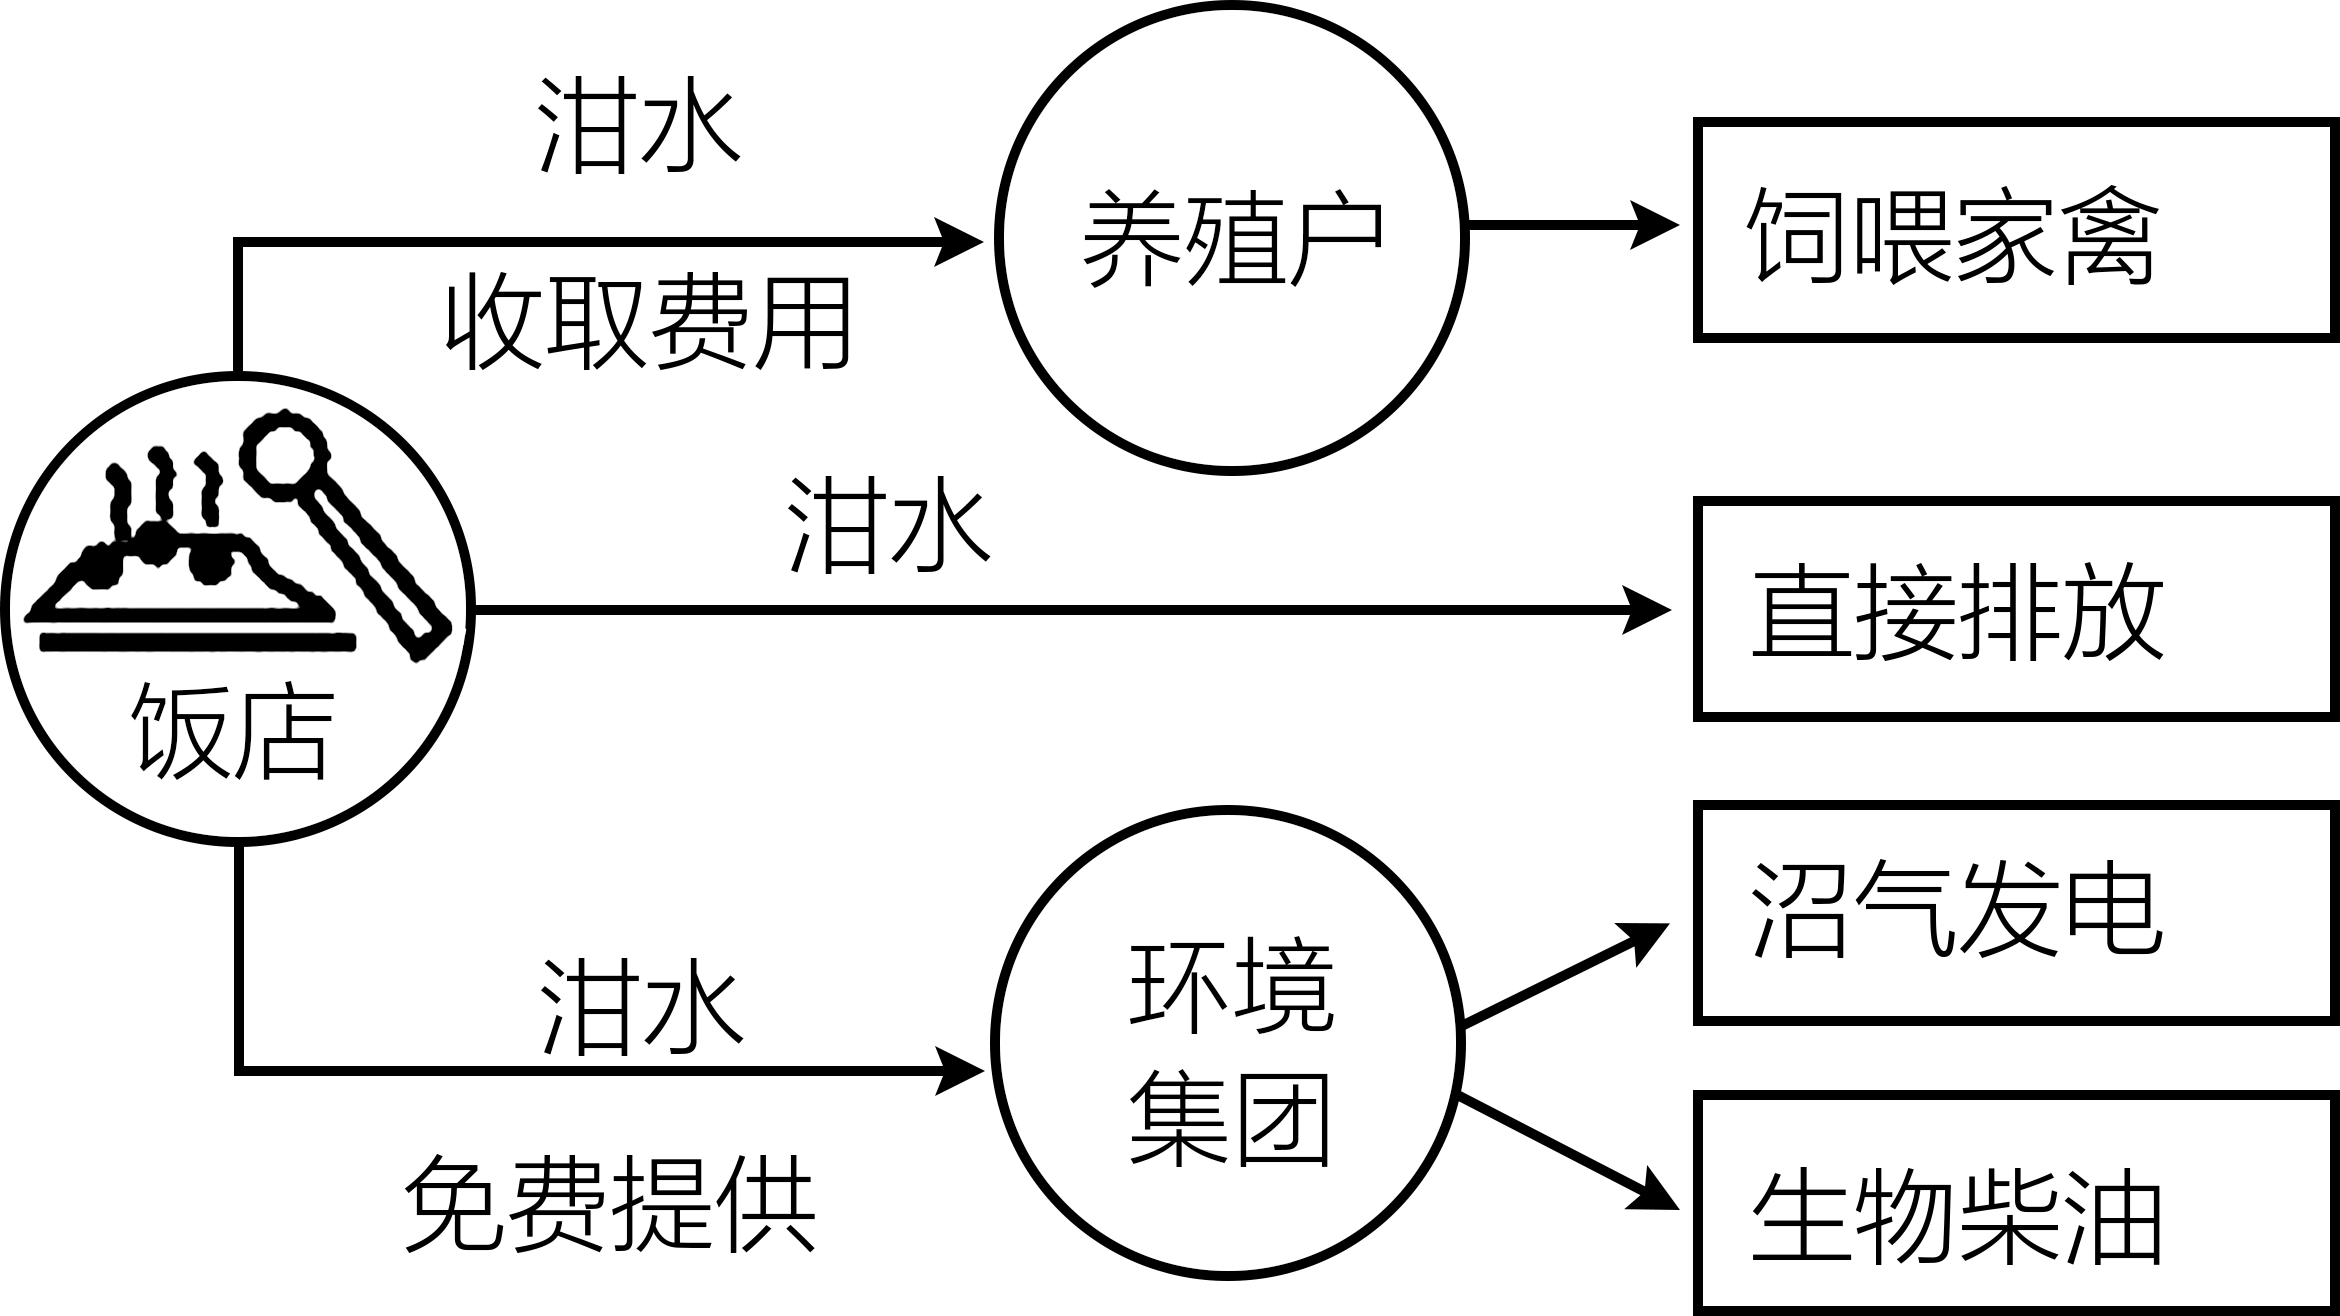 泔水
收取费用
养殖户
饲喂家禽
泔水
直接排放
饭店
泔水
免费提供
环境
集团
沼气发电
生物柴油